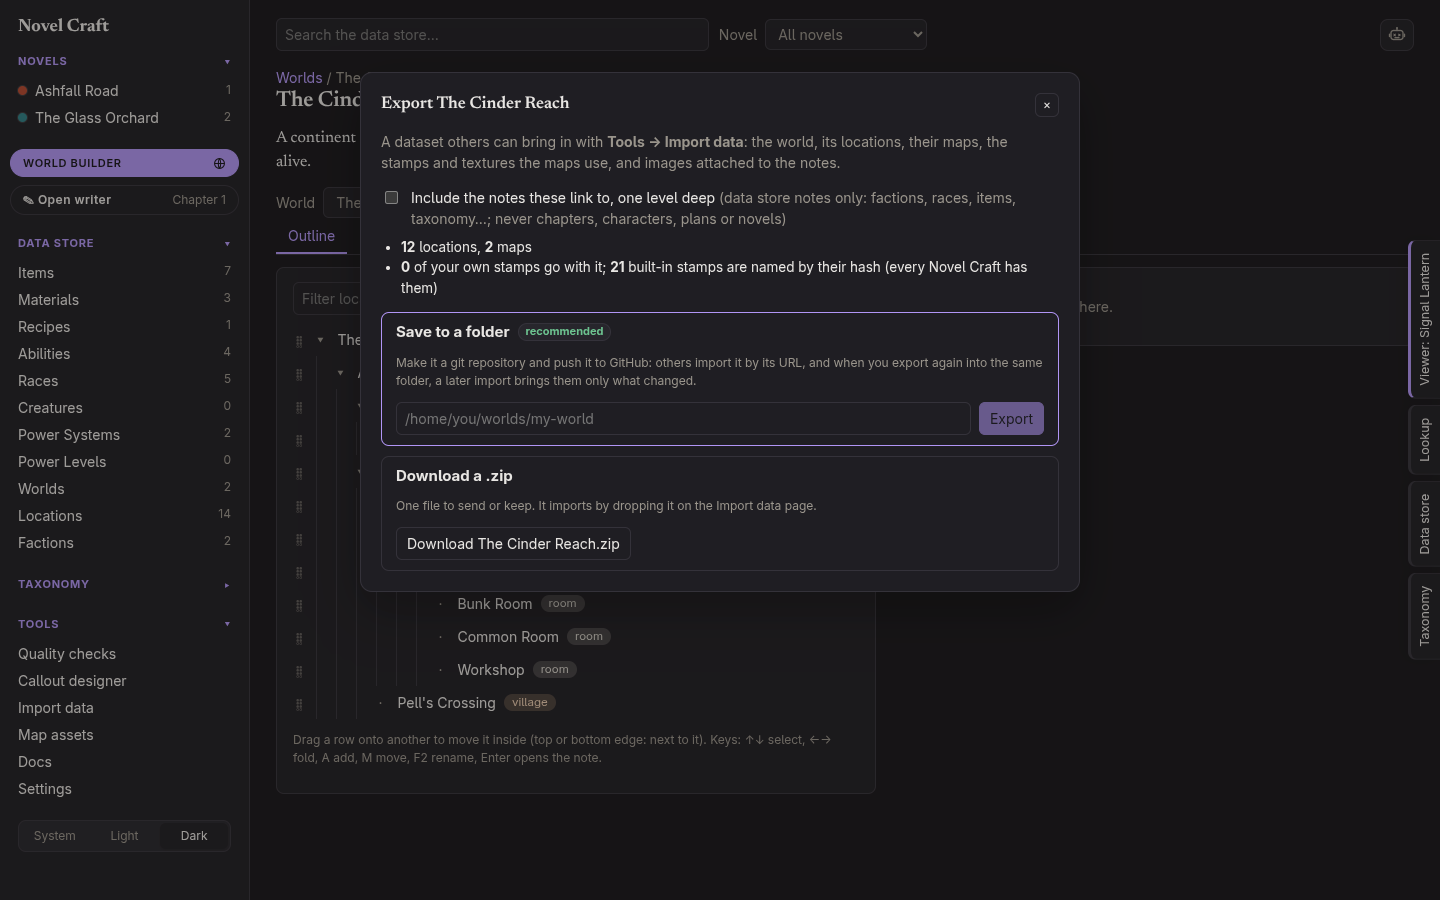 Novel Craft
NOVELS
Ashfall Road 1
The Glass Orchard 2
WORLD BUILDER
Open writer Chapter 1
DATA STORE
Items 7
Materials 3
Recipes 1
Abilities 4
Races 5
Creatures 0
Power Systems 2
Power Levels 0
Worlds 2
Locations 14
Factions 2
TAXONOMY
TOOLS
Quality checks
Callout designer
Import data
Map assets
Docs
Settings
System Light Dark
Search the data store...
Novel All novels
Worlds / The
The Cind
A continent
alive.
World The
Outline
Filter loc
The
Export The Cinder Reach
×
A dataset others can bring in with Tools → Import data: the world, its locations, their maps, the
stamps and textures the maps use, and images attached to the notes.
Include the notes these link to, one level deep (data store notes only: factions, races, items,
taxonomy...; never chapters, characters, plans or novels)
• 12 locations, 2 maps
• 0 of your own stamps go with it; 21 built-in stamps are named by their hash (every Novel Craft has
them)
Save to a folder recommended
Make it a git repository and push it to GitHub: others import it by its URL, and when you export again into the same
folder, a later import brings them only what changed.
/home/you/worlds/my-world
Export
Download a .zip
One file to send or keep. It imports by dropping it on the Import data page.
Download The Cinder Reach.zip
here.
Bunk Room room
Common Room room
Workshop room
Pell's Crossing village
Drag a row onto another to move it inside (top or bottom edge: next to it). Keys: ↑↓ select, ←→
fold, A add, M move, F2 rename, Enter opens the note.
Viewer: Signal Lantern
Lookup
Data store
Taxonomy